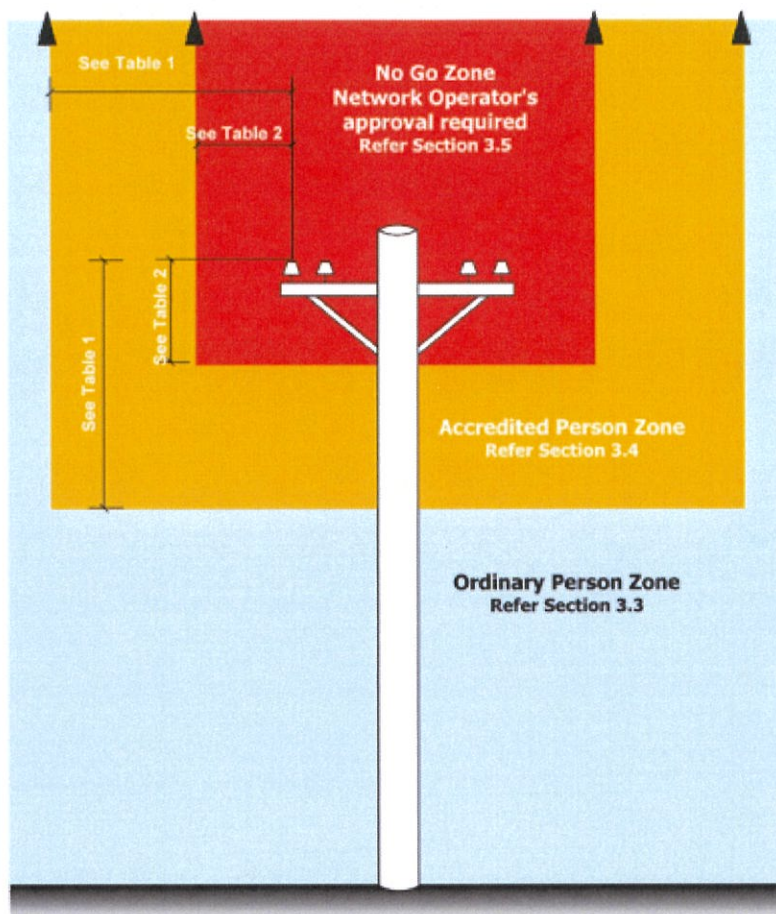 See Table 1
No Go Zone
Network Operator's
approval required
Refer Section 3.5
See Table 2
See Table 2
See Table 1
Accredited Person Zone
Refer Section 3.4
Ordinary Person Zone
Refer Section 3.3